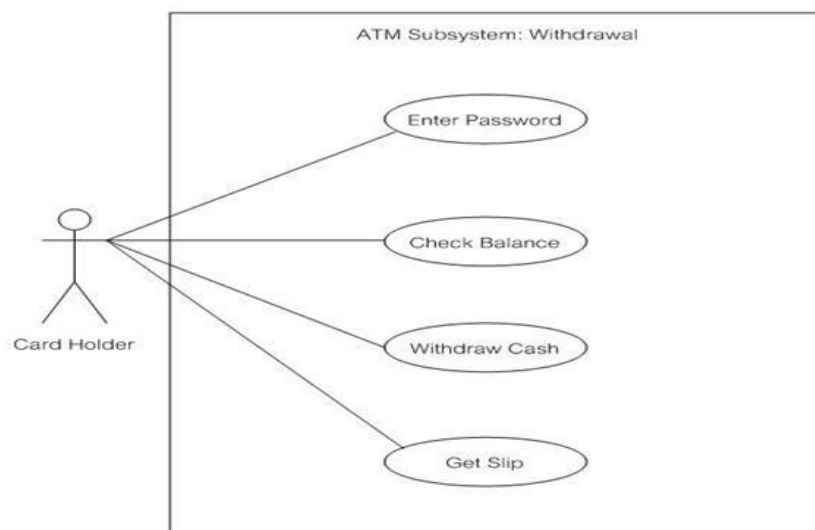 ATM Subsystem: Withdrawal
Enter Password
Check Balance
Card Holder
Withdraw Cash
Get Slip